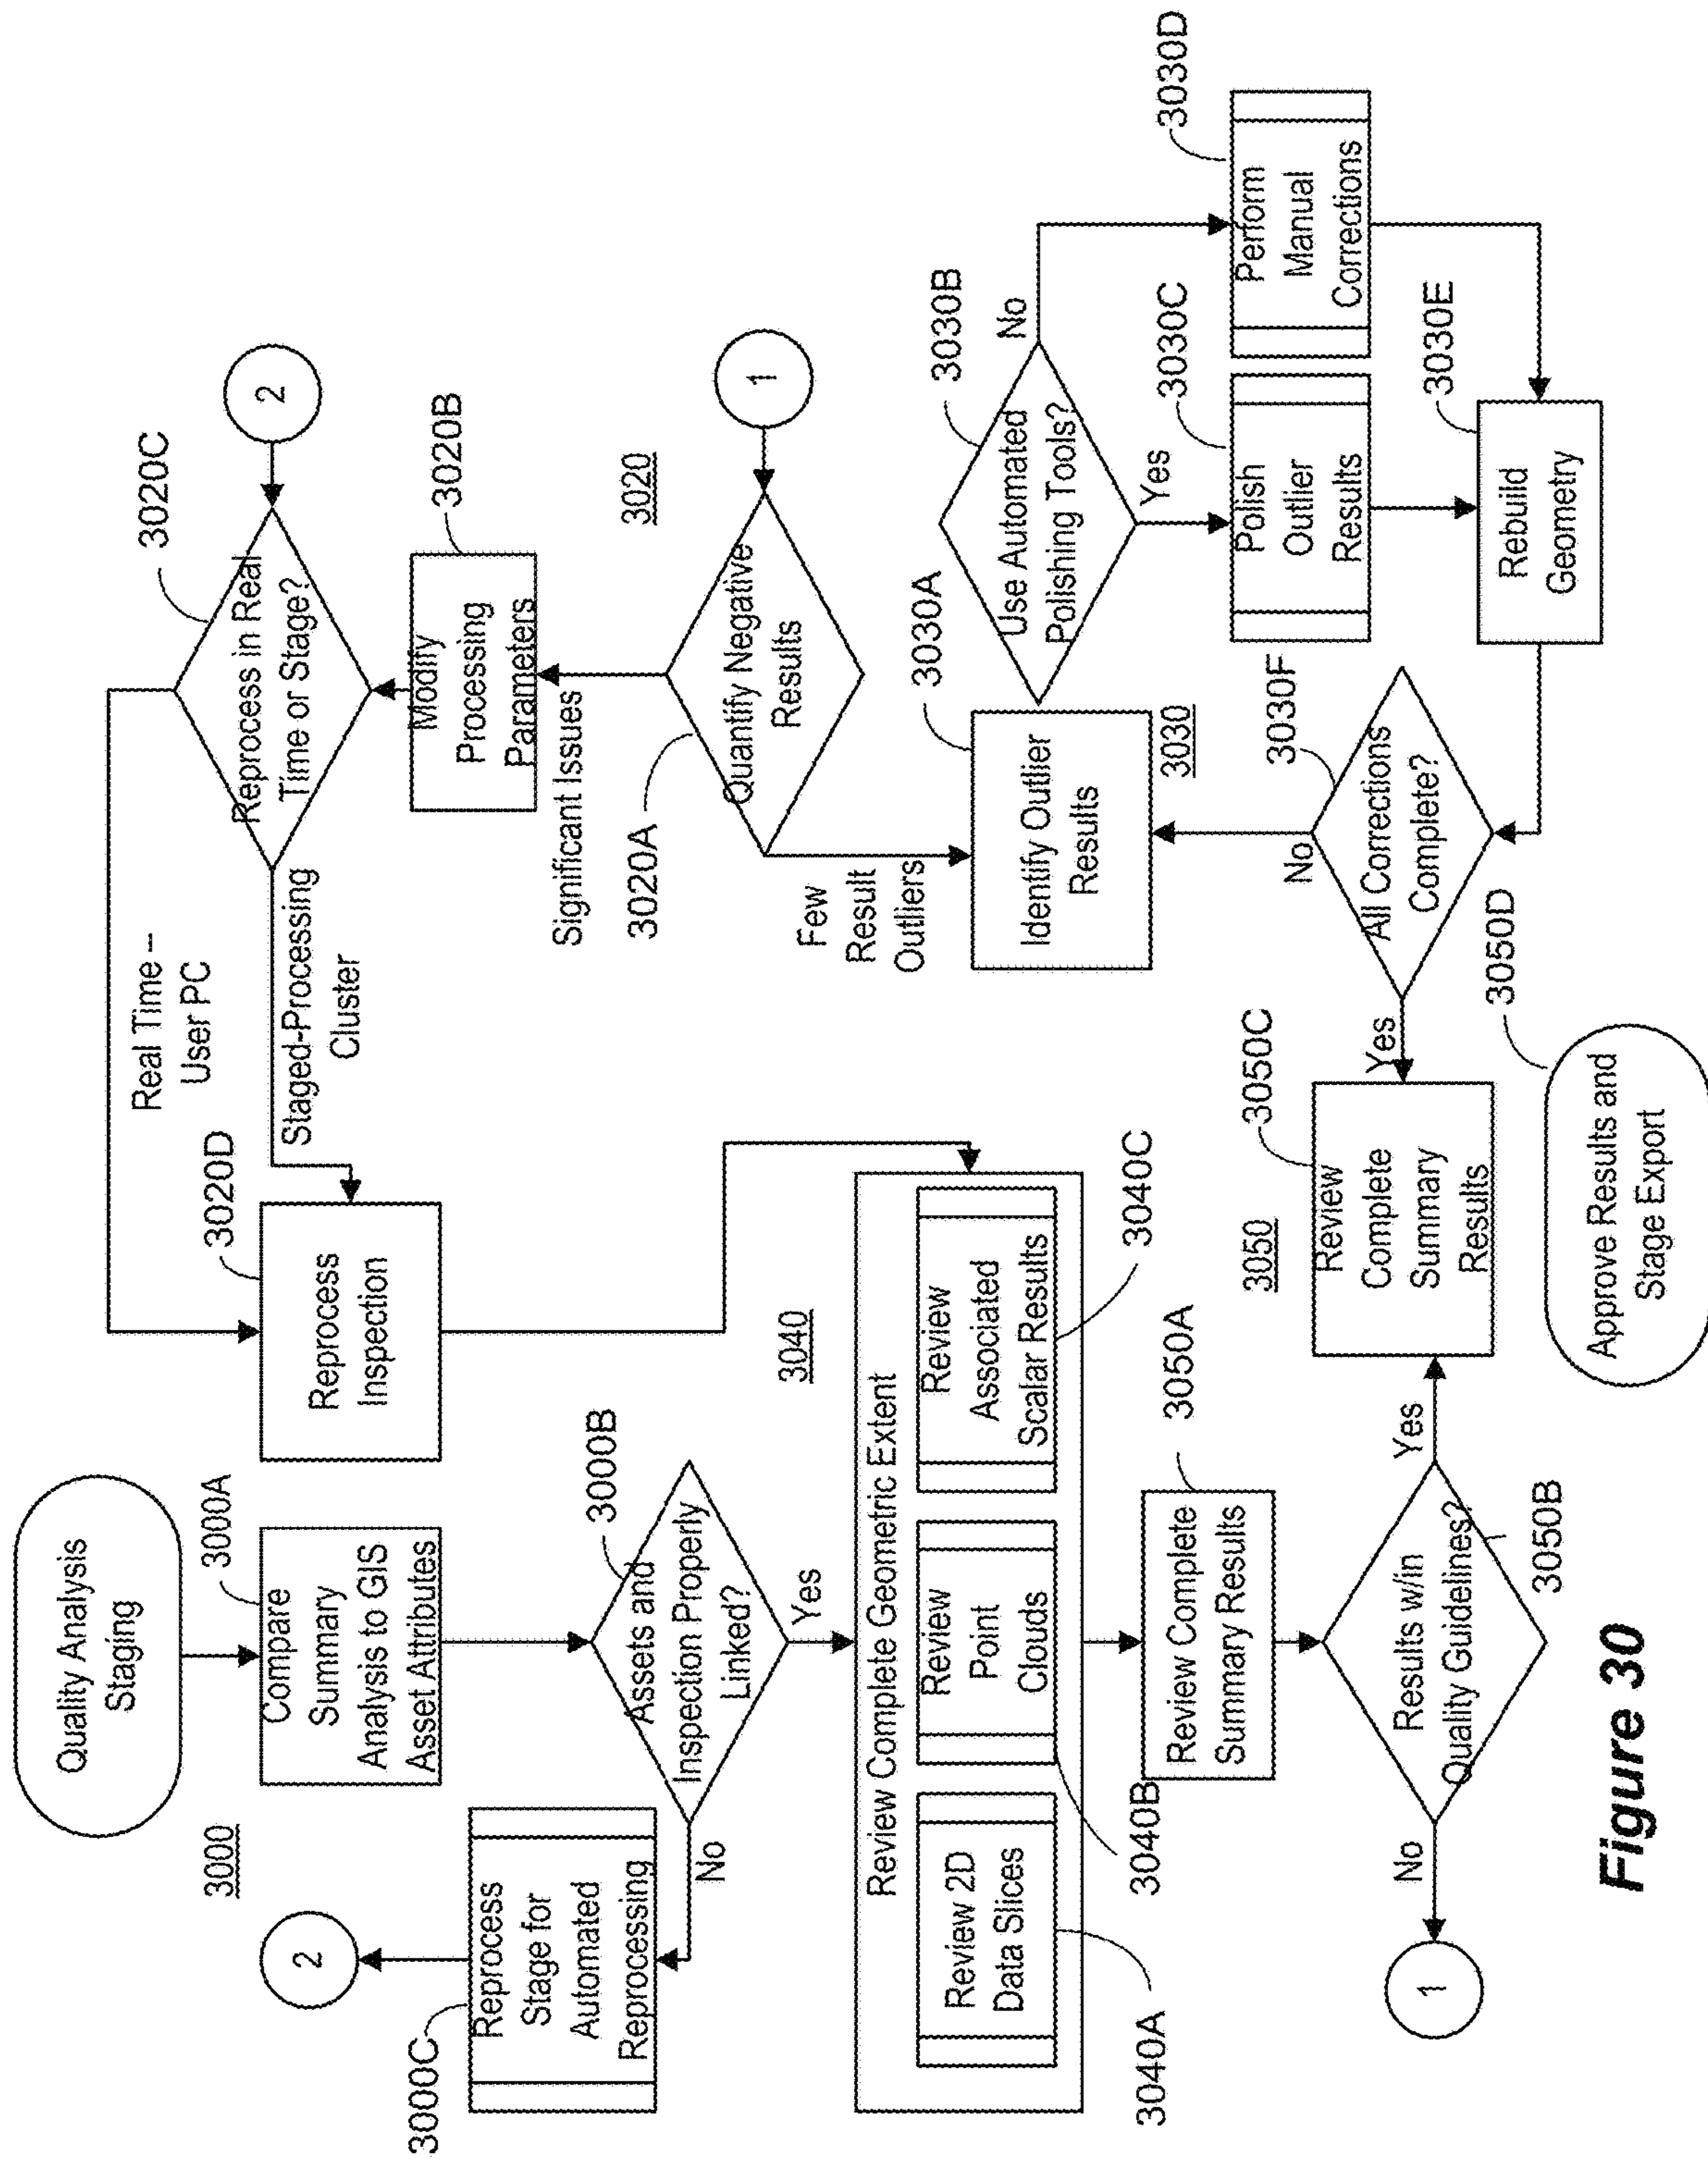 Quality Analysis
Staging
3000
3000A
Compare
Summary
Analysis to GIS
Asset Attributes
3000B
Assets and
Inspection Properly
Linked?
No
Yes
3000C
Reprocess
Stage for
Automated
Reprocessing
2
3040
Review Complete Geometric Extent
Review 2D
Data Slices
3040A
Review
Point
Clouds
3040B
Review
Associated
Scalar Results
3040C
3050A
Review Complete
Summary Results
Results w/in
Quality Guidelines?
3050B
No
1
Yes
3050
3050C
Review
Complete
Summary
Results
3050D
Approve Results and
Stage Export
3020D
Reprocess
Inspection
Real Time –
User PC
Staged-Processing
Cluster
3020C
Reprocess in Real
Time or Stage?
2
3020B
Modify
Processing
Parameters
Significant Issues
3020
3020A
Quantify Negative
Results
1
Few
Result
Outliers
3030A
Identify Outlier
Results
3030
3030B
Use Automated
Polishing Tools?
No
Yes
3030C
Polish
Outlier
Results
3030D
Perform
Manual
Corrections
3030E
Rebuild
Geometry
3030F
All Corrections
Complete?
No
Yes
Figure 30